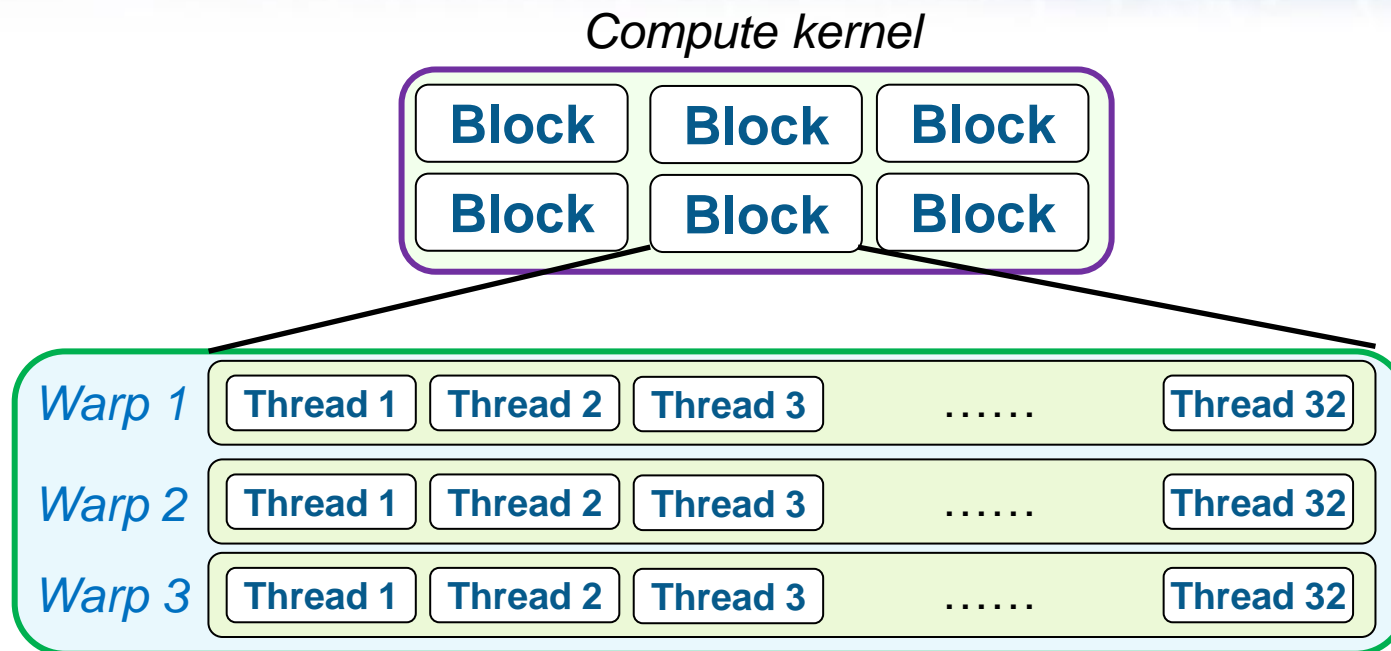 Compute kernel
Block Block Block
Block Block Block
Warp 1 Thread 1 Thread 2 Thread 3 ...... Thread 32
Warp 2 Thread 1 Thread 2 Thread 3 ...... Thread 32
Warp 3 Thread 1 Thread 2 Thread 3 ...... Thread 32